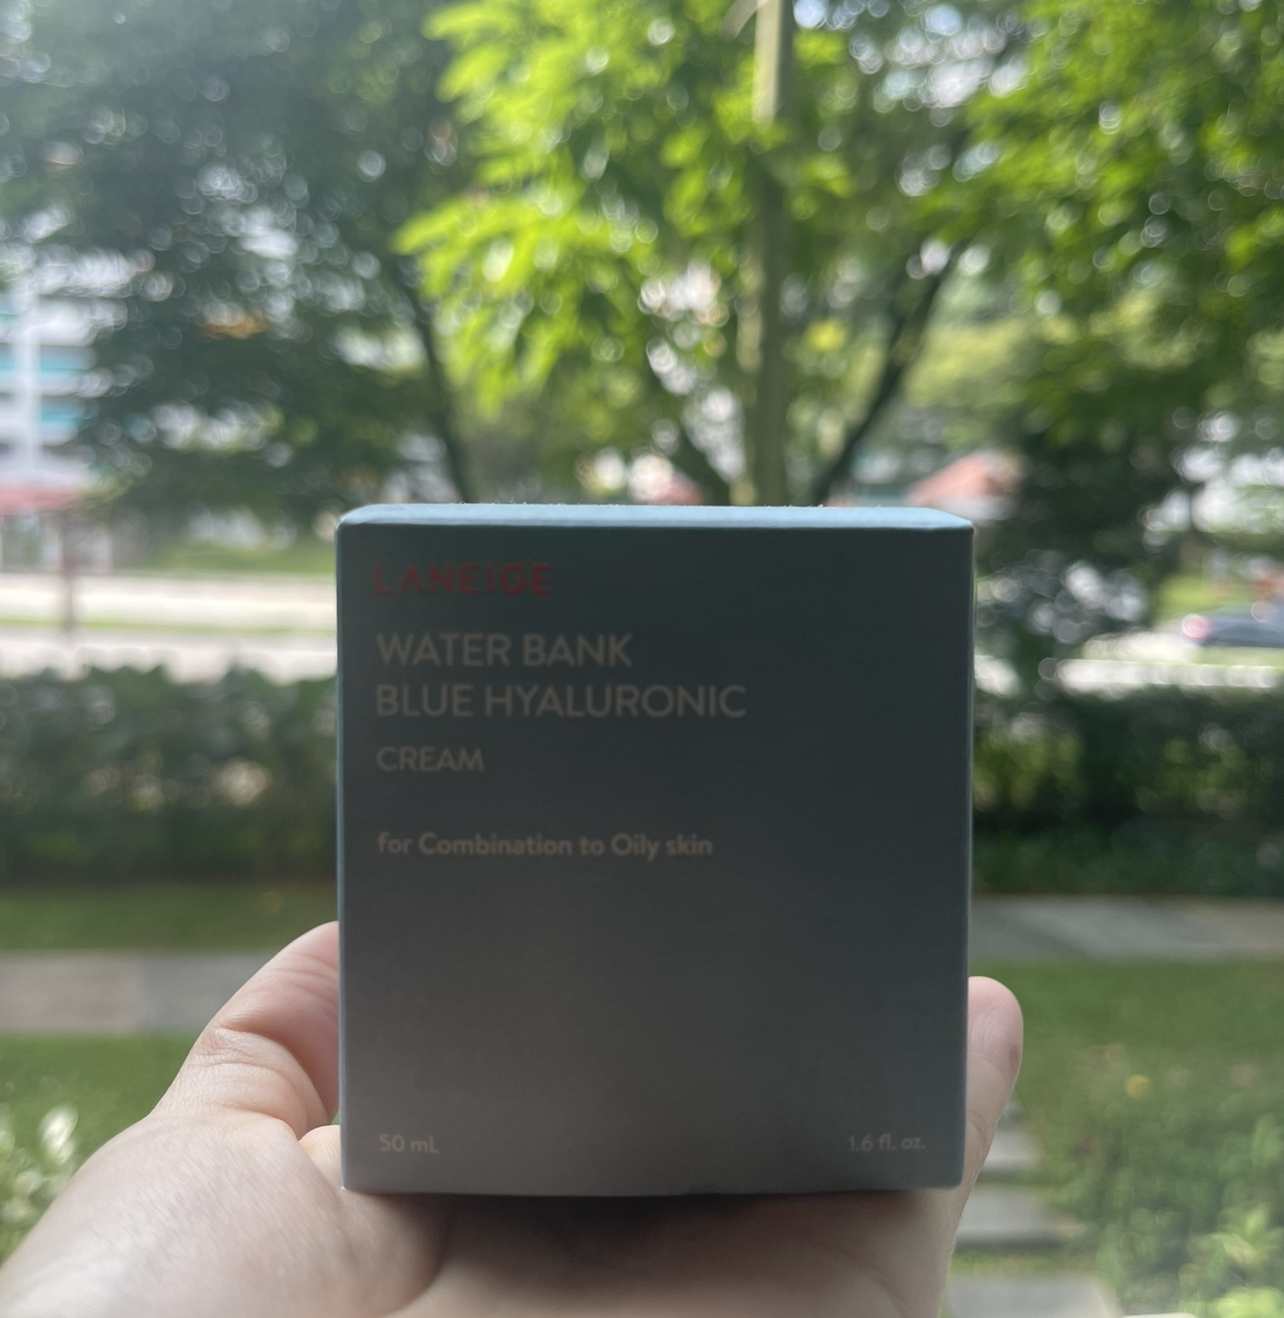 LANEIGE
WATER BANK
BLUE HYALURONIC
CREAM
for Combination to Oily skin
50 mL
1.6 fl. oz.